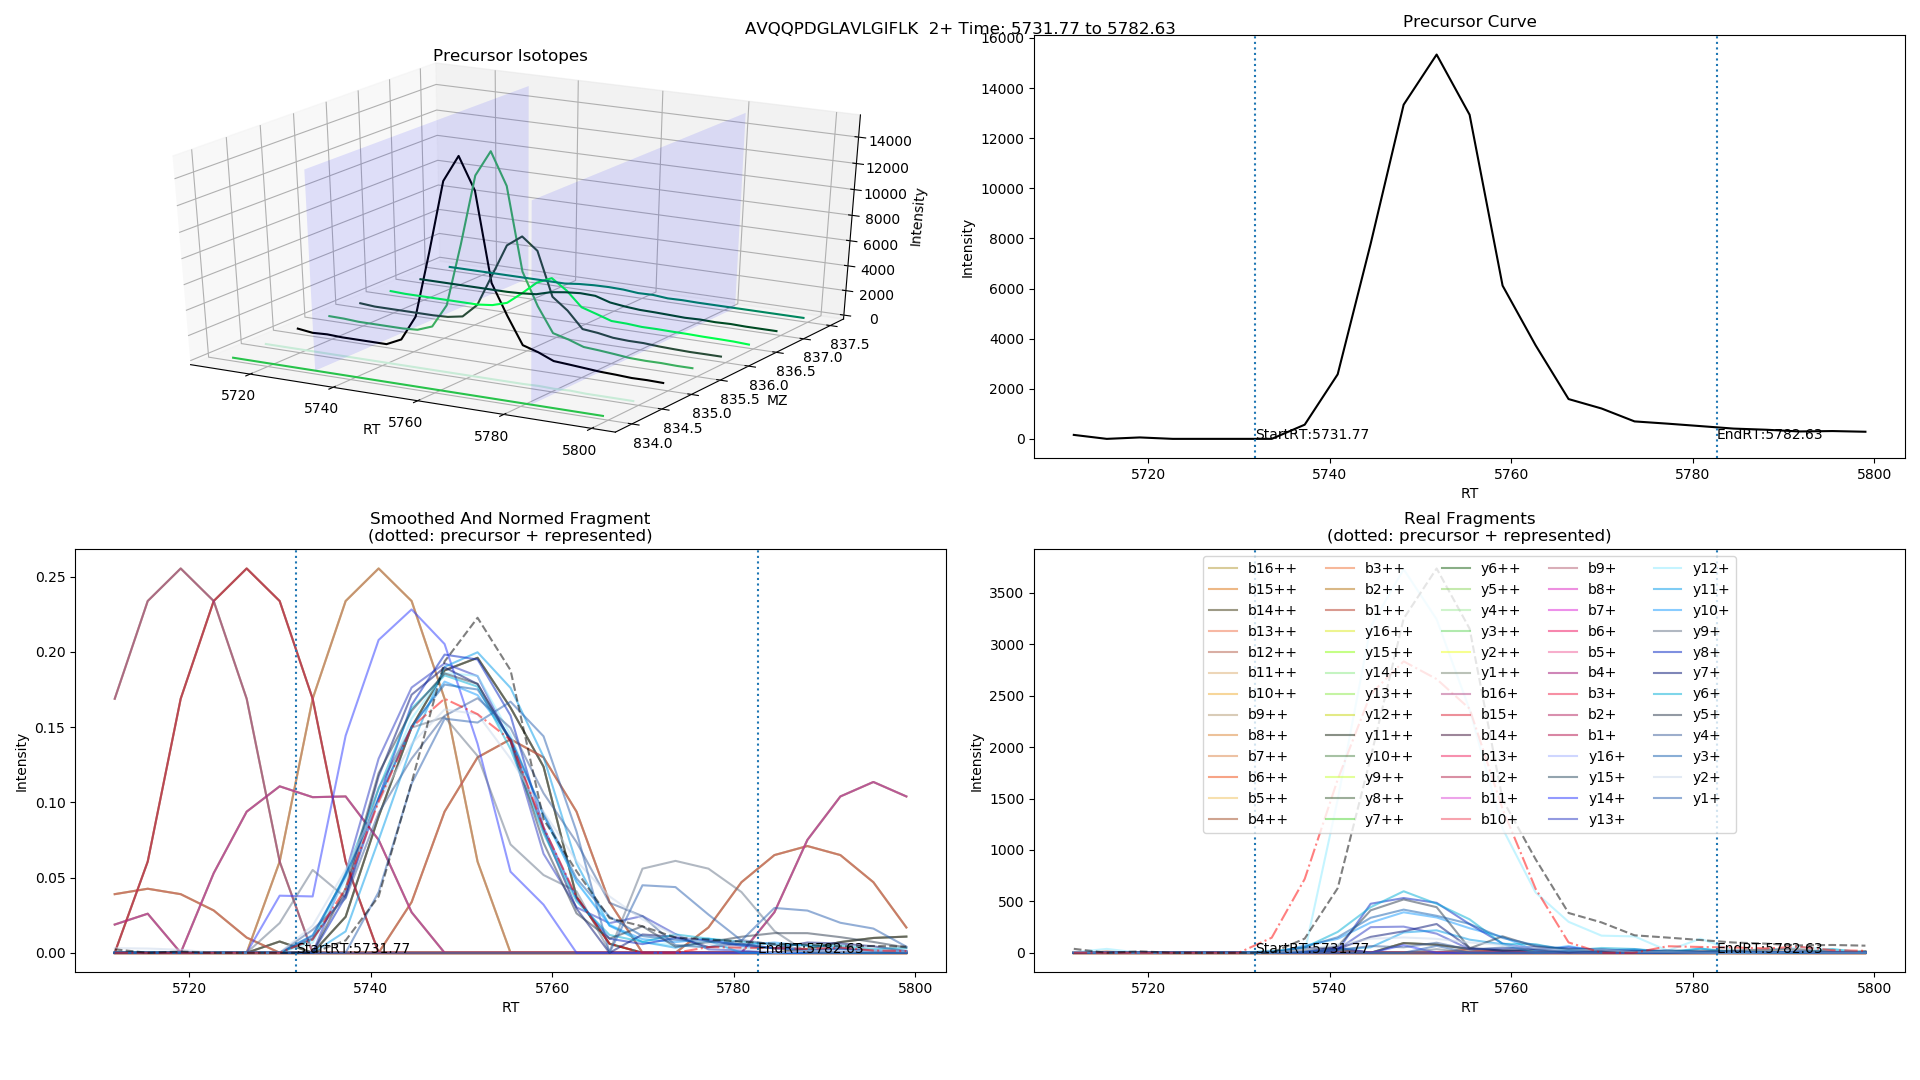 AVQQPDGLAVLGIFLK  2+ Time: 5731.77 to 5782.63
Precursor Isotopes
14000
12000
10000
8000
6000
4000
2000
0
Intensity
837.5
837.0
836.5
836.0
835.5
835.0
834.5
834.0
MZ
5720
5740
5760
5780
5800
RT
Precursor Curve
16000
14000
12000
10000
8000
6000
4000
2000
0
Intensity
StartRT:5731.77
EndRT:5782.63
5720 5740 5760 5780 5800
RT
Smoothed And Normed Fragment
(dotted: precursor + represented)
0.25
0.20
0.15
0.10
0.05
0.00
Intensity
StartRT:5731.77
EndRT:5782.63
5720 5740 5760 5780 5800
RT
Real Fragments
(dotted: precursor + represented)
3500
3000
2500
2000
1500
1000
500
0
Intensity
b16++ b3++ y6++ b9+ y12+
b15++ b2++ y5++ b8+ y11+
b14++ b1++ y4++ b7+ y10+
b13++ y16++ y3++ b6+ y9+
b12++ y15++ y2++ b5+ y8+
b11++ y14++ y1++ b4+ y7+
b10++ y13++ b16+ b3+ y6+
b9++ y12++ b15+ b2+ y5+
b8++ y11++ b14+ b1+ y4+
b7++ y10++ b13+ y16+ y3+
b6++ y9++ b12+ y15+ y2+
b5++ y8++ b11+ y14+ y1+
b4++ y7++ b10+ y13+
StartRT:5731.77
EndRT:5782.63
5720 5740 5760 5780 5800
RT